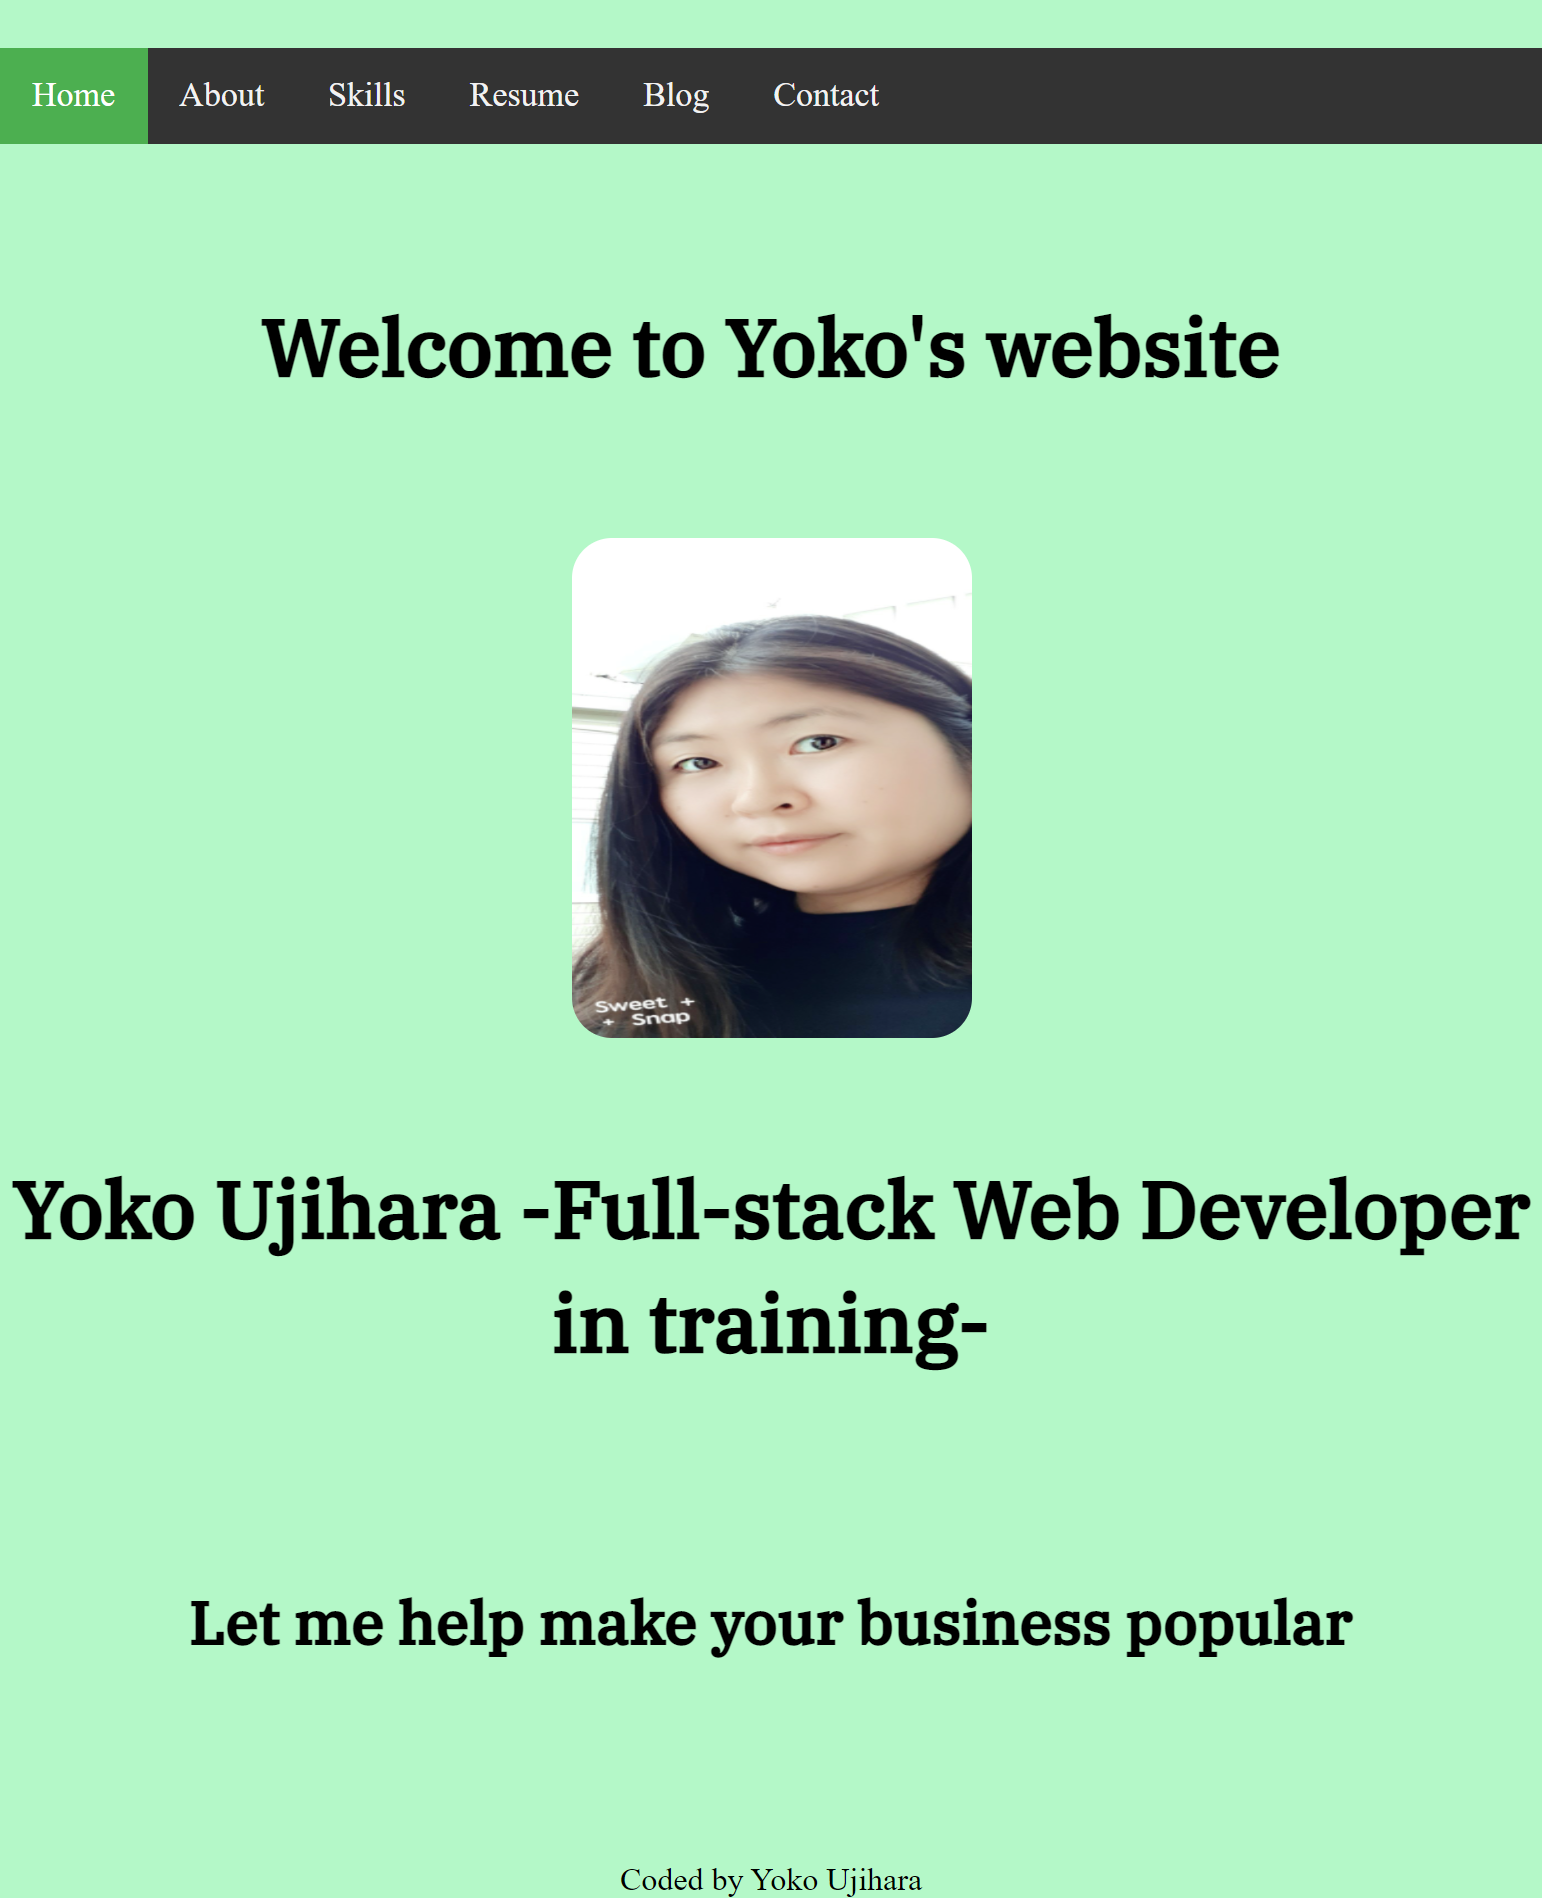 Home About Skills Resume Blog Contact
Welcome to Yoko's website
Sweet +
+ Snap
Yoko Ujihara -Full-stack Web Developer
in training-
Let me help make your business popular
Coded by Yoko Ujihara